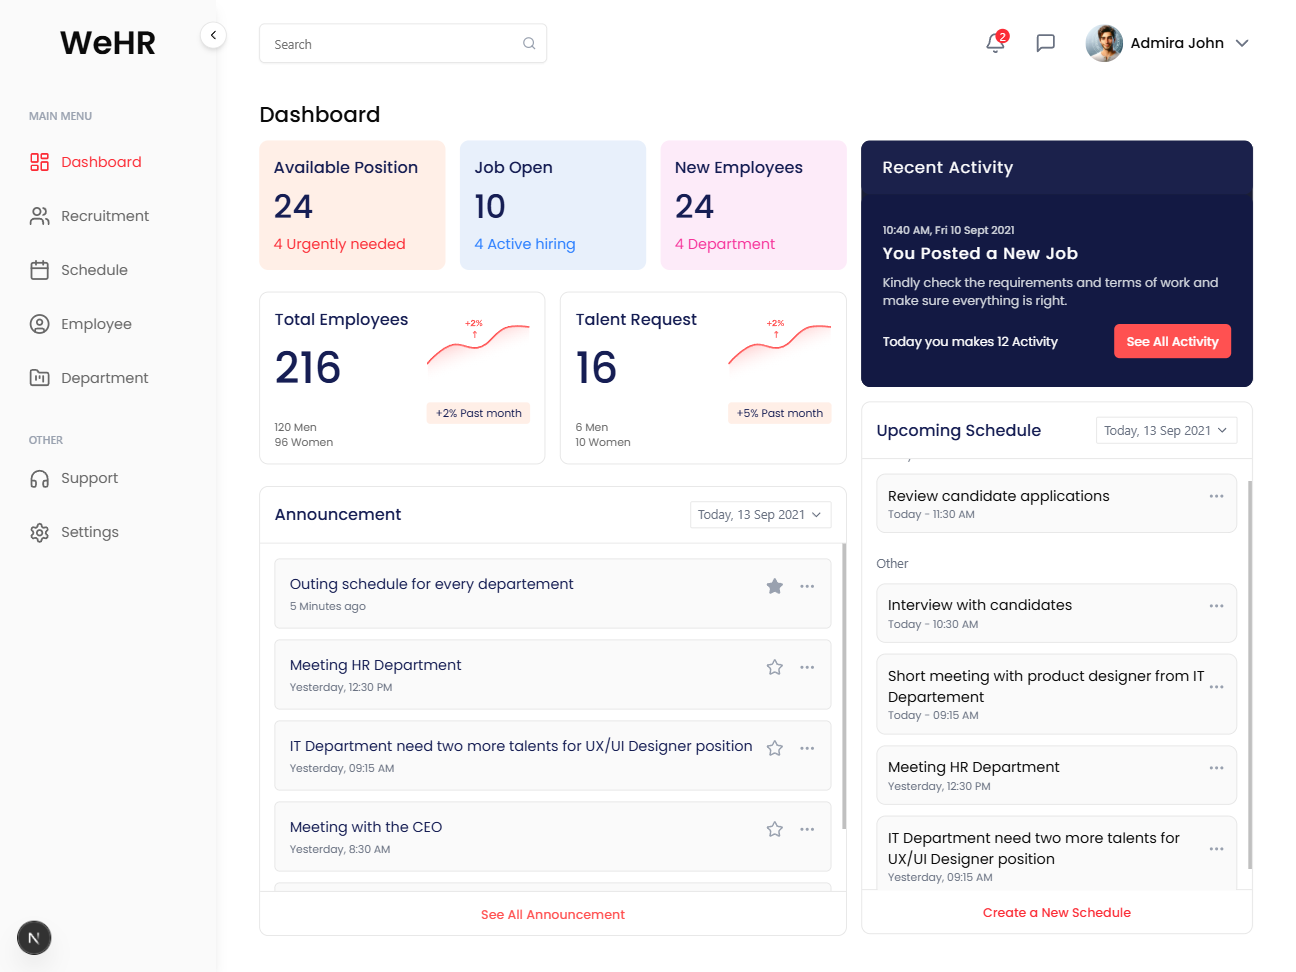 WeHR
MAIN MENU
Dashboard
Recruitment
Schedule
Employee
Department
OTHER
Support
Settings
N
Search
2
Admira John
Dashboard
Available Position
24
4 Urgently needed
Job Open
10
4 Active hiring
New Employees
24
4 Department
Total Employees
216
+2%
↑
+2% Past month
120 Men
96 Women
Talent Request
16
+2%
↑
+5% Past month
6 Men
10 Women
Announcement
Today, 13 Sep 2021
Outing schedule for every departement
5 Minutes ago
Meeting HR Department
Yesterday, 12:30 PM
IT Department need two more talents for UX/UI Designer position
Yesterday, 09:15 AM
Meeting with the CEO
Yesterday, 8:30 AM
See All Announcement
Recent Activity
10:40 AM, Fri 10 Sept 2021
You Posted a New Job
Kindly check the requirements and terms of work and
make sure everything is right.
Today you makes 12 Activity
See All Activity
Upcoming Schedule
Today, 13 Sep 2021
Review candidate applications
Today - 11:30 AM
Other
Interview with candidates
Today - 10:30 AM
Short meeting with product designer from IT
Departement
Today - 09:15 AM
Meeting HR Department
Yesterday, 12:30 PM
IT Department need two more talents for
UX/UI Designer position
Yesterday, 09:15 AM
Create a New Schedule